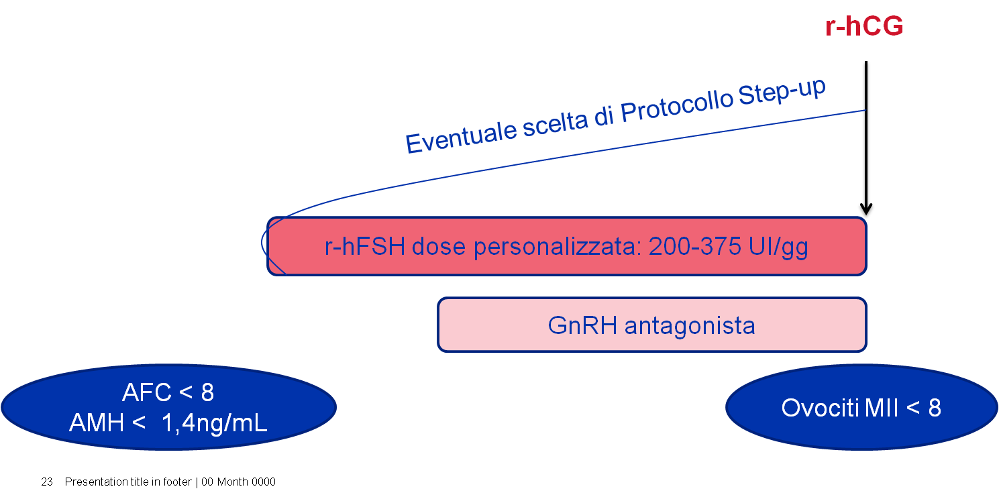 r-hCG
Eventuale scelta di Protocollo Step-up
r-hFSH dose personalizzata: 200-375 UI/gg
GnRH antagonista
AFC < 8
AMH < 1,4ng/mL
Ovociti MII < 8
23 Presentation title in footer | 00 Month 0000